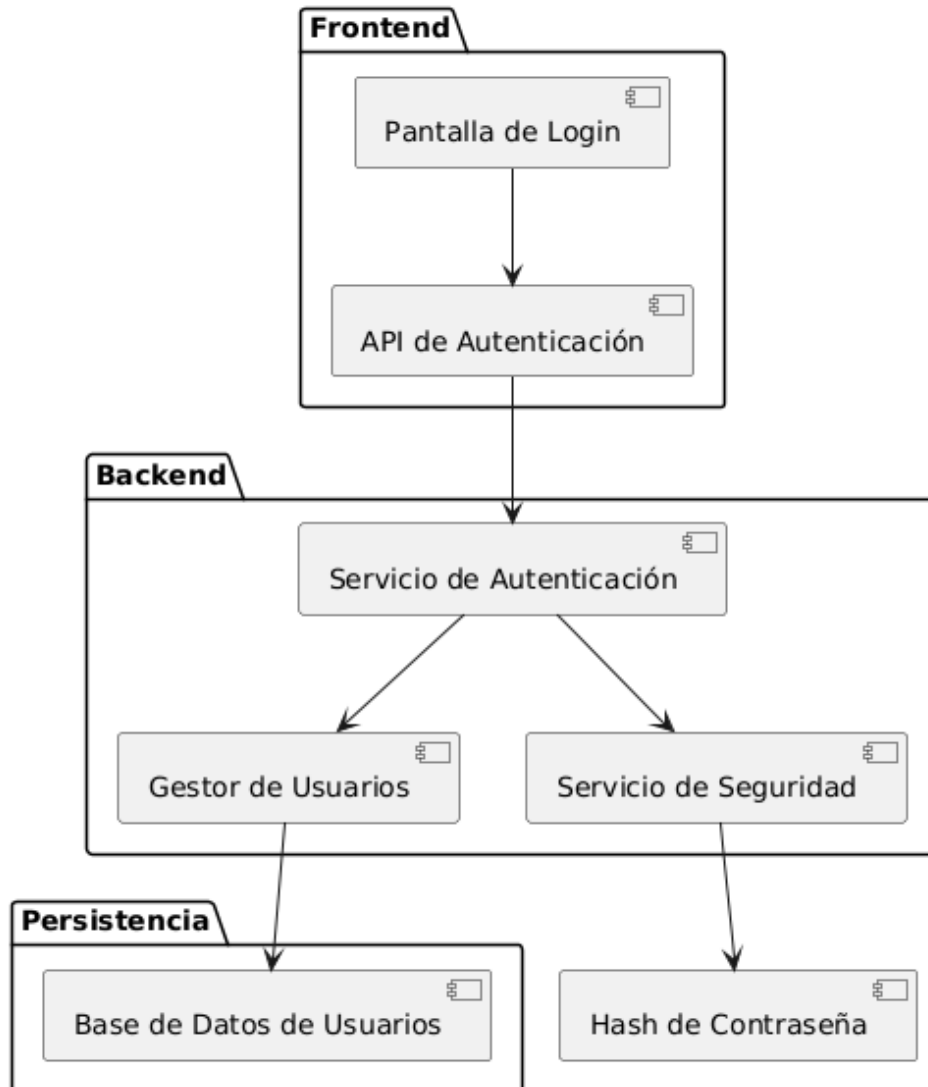 Frontend
Pantalla de Login
API de Autenticación
Backend
Servicio de Autenticación
Gestor de Usuarios
Servicio de Seguridad
Persistencia
Base de Datos de Usuarios
Hash de Contraseña